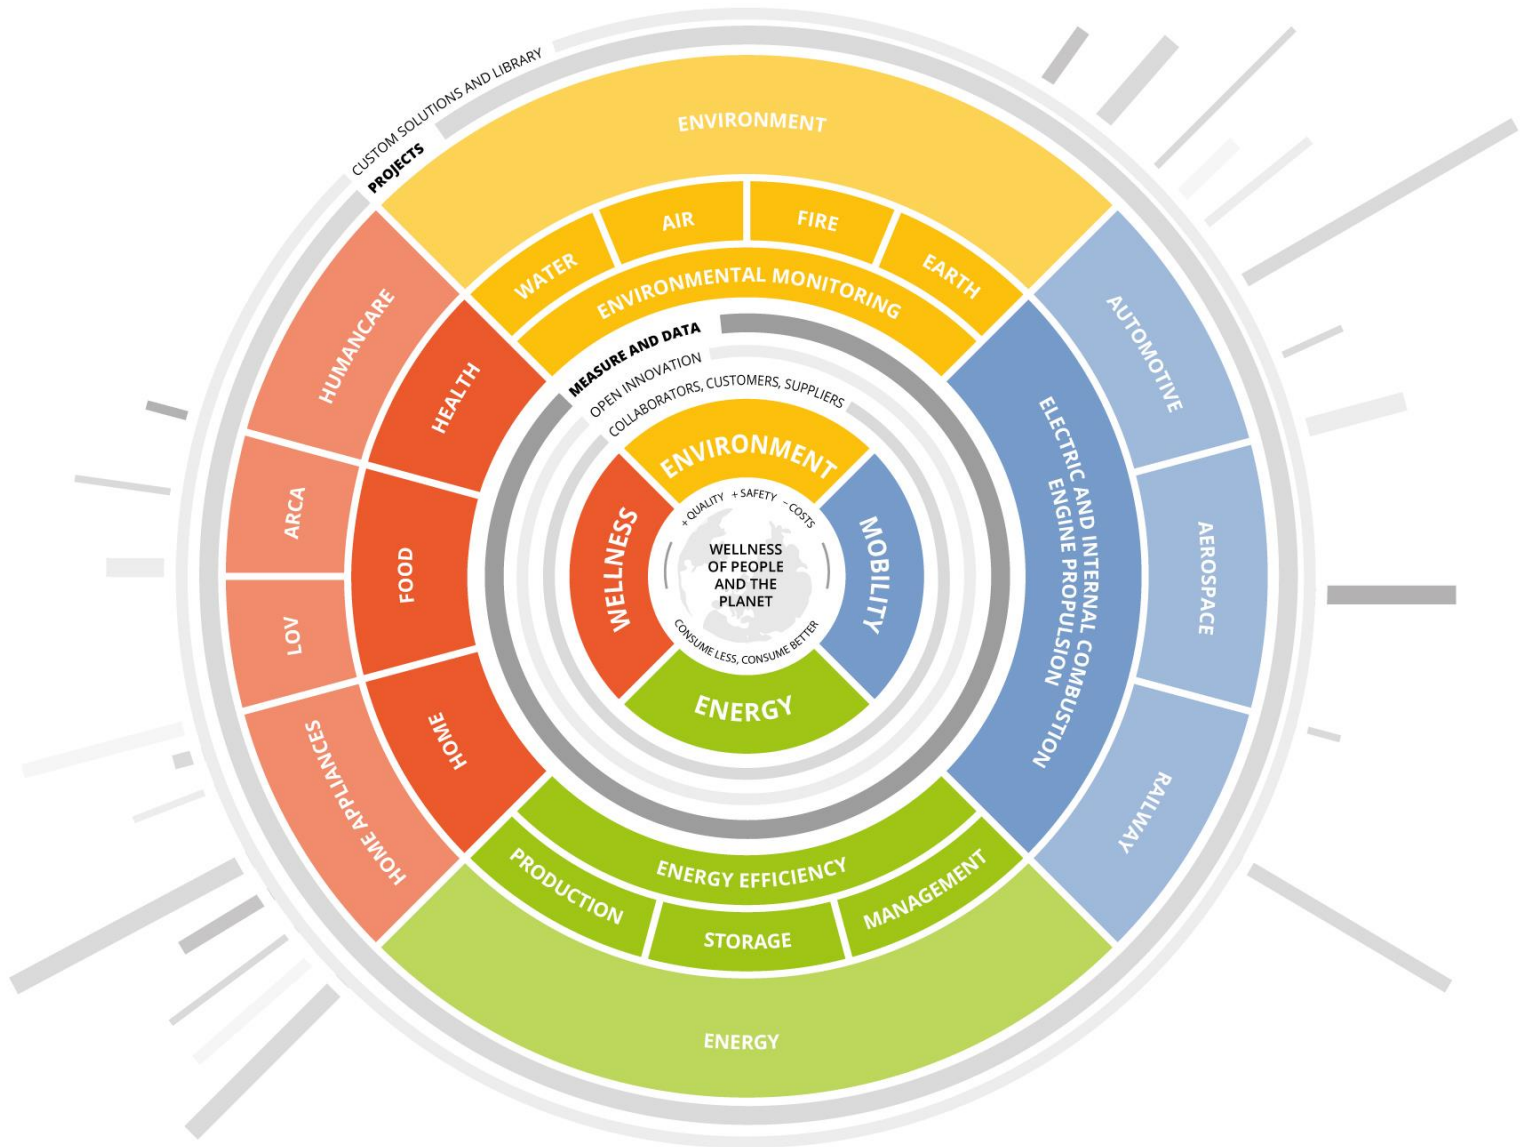 CUSTOM SOLUTIONS AND LIBRARY
PROJECTS
ENVIRONMENT
WATER
AIR
FIRE
EARTH
ENVIRONMENTAL MONITORING
HUMANCARE
ARCA
LOV
HOME APPLIANCES
HEALTH
FOOD
HOME
MEASURE AND DATA
OPEN INNOVATION
COLLABORATORS, CUSTOMERS, SUPPLIERS
ENVIRONMENT
WELLNESS
MOBILITY
ENERGY
+ QUALITY + SAFETY - COSTS
WELLNESS
OF PEOPLE
AND THE
PLANET
CONSUME LESS, CONSUME BETTER
ELECTRIC AND INTERNAL COMBUSTION
ENGINE PROPULSION
AUTOMOTIVE
AEROSPACE
RAILWAY
ENERGY EFFICIENCY
PRODUCTION
STORAGE
MANAGEMENT
ENERGY